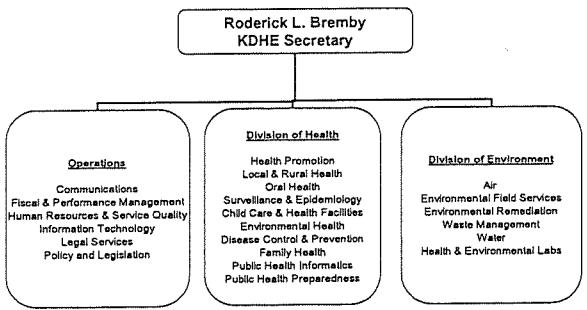 Roderick L. Bremby
KDHE Secretary
Operations
Communications
Fiscal & Performance Management
Human Resources & Service Quality
Information Technology
Legal Services
Policy and Legislation
Division of Health
Health Promotion
Local & Rural Health
Oral Health
Surveillance & Epidemiology
Child Care & Health Facilities
Environmental Health
Disease Control & Prevention
Family Health
Public Health Informatics
Public Health Preparedness
Division of Environment
Air
Environmental Field Services
Environmental Remediation
Waste Management
Water
Health & Environmental Labs